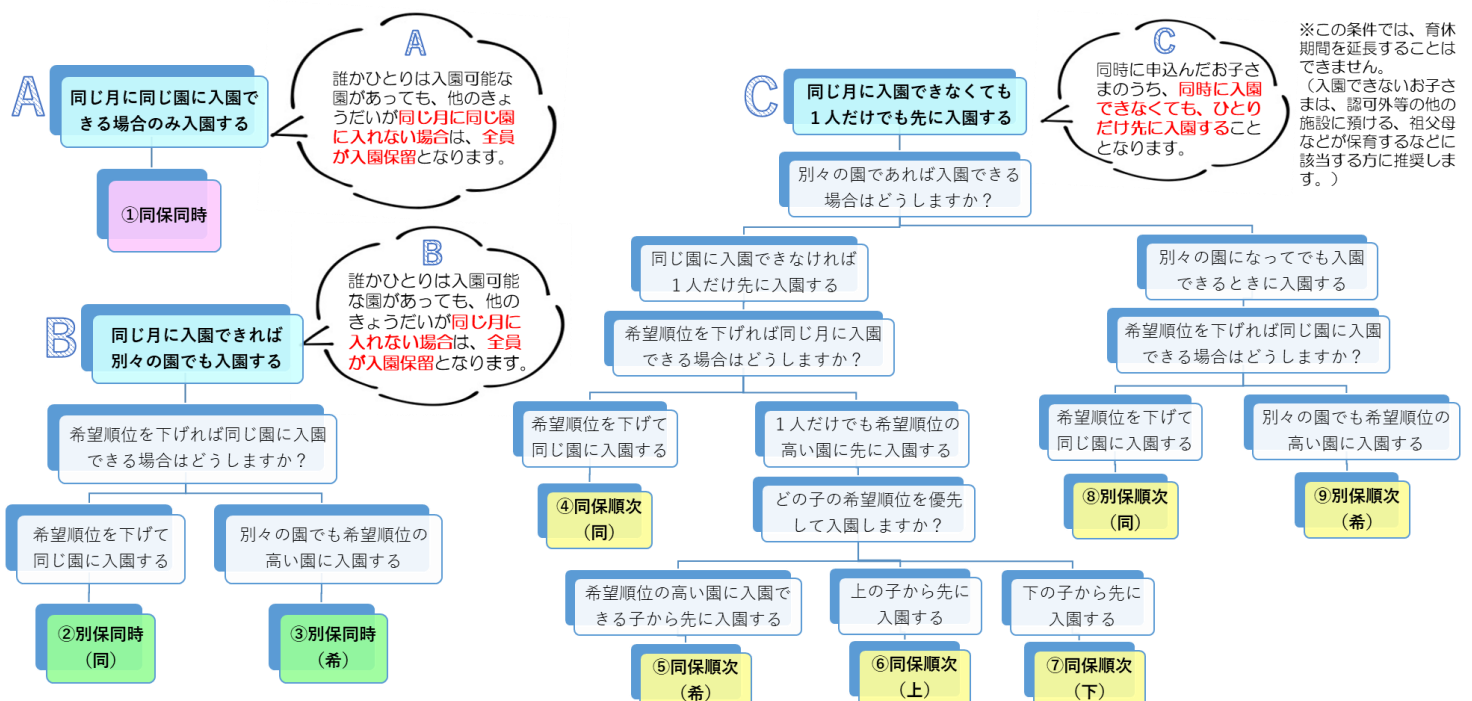 A
同じ月に同じ園に入園で
きる場合のみ入園する
①同保同時
A
誰かひとりは入園可能な
園があっても、他のきょ
うだいが同じ月に同じ園
に入れない場合は、全員
が入園保留となります。
B
同じ月に入園できれば
別々の園でも入園する
B
誰かひとりは入園可能
な園があっても、他の
きょうだいが同じ月に
入れない場合は、全員
が入園保留となります。
希望順位を下げれば同じ園に入園
できる場合はどうしますか？
希望順位を下げて
同じ園に入園する
別々の園でも希望順位の
高い園に入園する
②別保同時
（同）
③別保同時
（希）
C
同じ月に入園できなくても
１人だけでも先に入園する
C
同時に申込んだお子さ
まのうち、同時に入園
できなくても、ひとり
だけ先に入園すること
となります。
※この条件では、育休
期間を延長することは
できません。
（入園できないお子さ
まは、認可外等の他の
施設に預ける、祖父母
などが保育するなどに
該当する方に推奨しま
す。）
別々の園であれば入園できる
場合はどうしますか？
同じ園に入園できなければ
１人だけ先に入園する
別々の園になってでも入園
できるときに入園する
希望順位を下げれば同じ月に入園
できる場合はどうしますか？
希望順位を下げれば同じ園に入園
できる場合はどうしますか？
希望順位を下げて
同じ園に入園する
１人だけでも希望順位の
高い園に先に入園する
希望順位を下げて
同じ園に入園する
別々の園でも希望順位の
高い園に入園する
④同保順次
（同）
どの子の希望順位を優先
して入園しますか？
⑧別保順次
（同）
⑨別保順次
（希）
希望順位の高い園に入園で
きる子から先に入園する
上の子から先に
入園する
下の子から先に
入園する
⑤同保順次
（希）
⑥同保順次
（上）
⑦同保順次
（下）